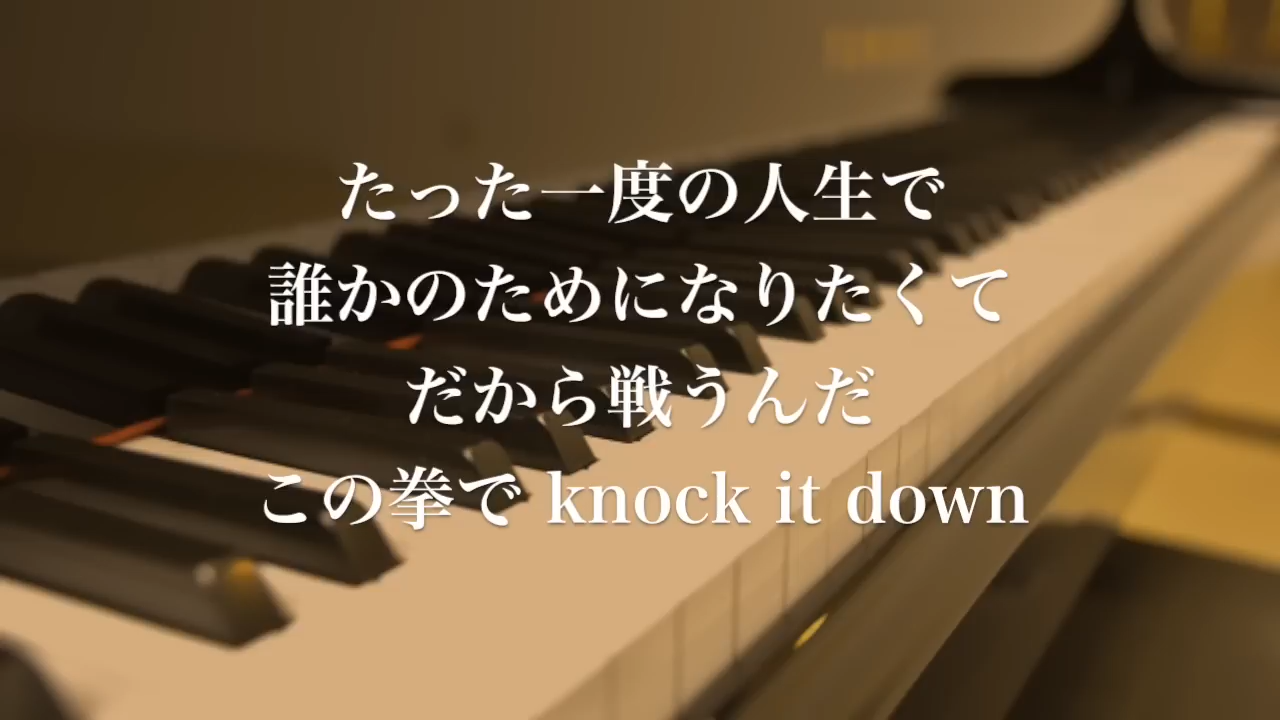 たった一度の人生で
誰かのためになりたくて
だから戦うんだ
この拳で knock it down